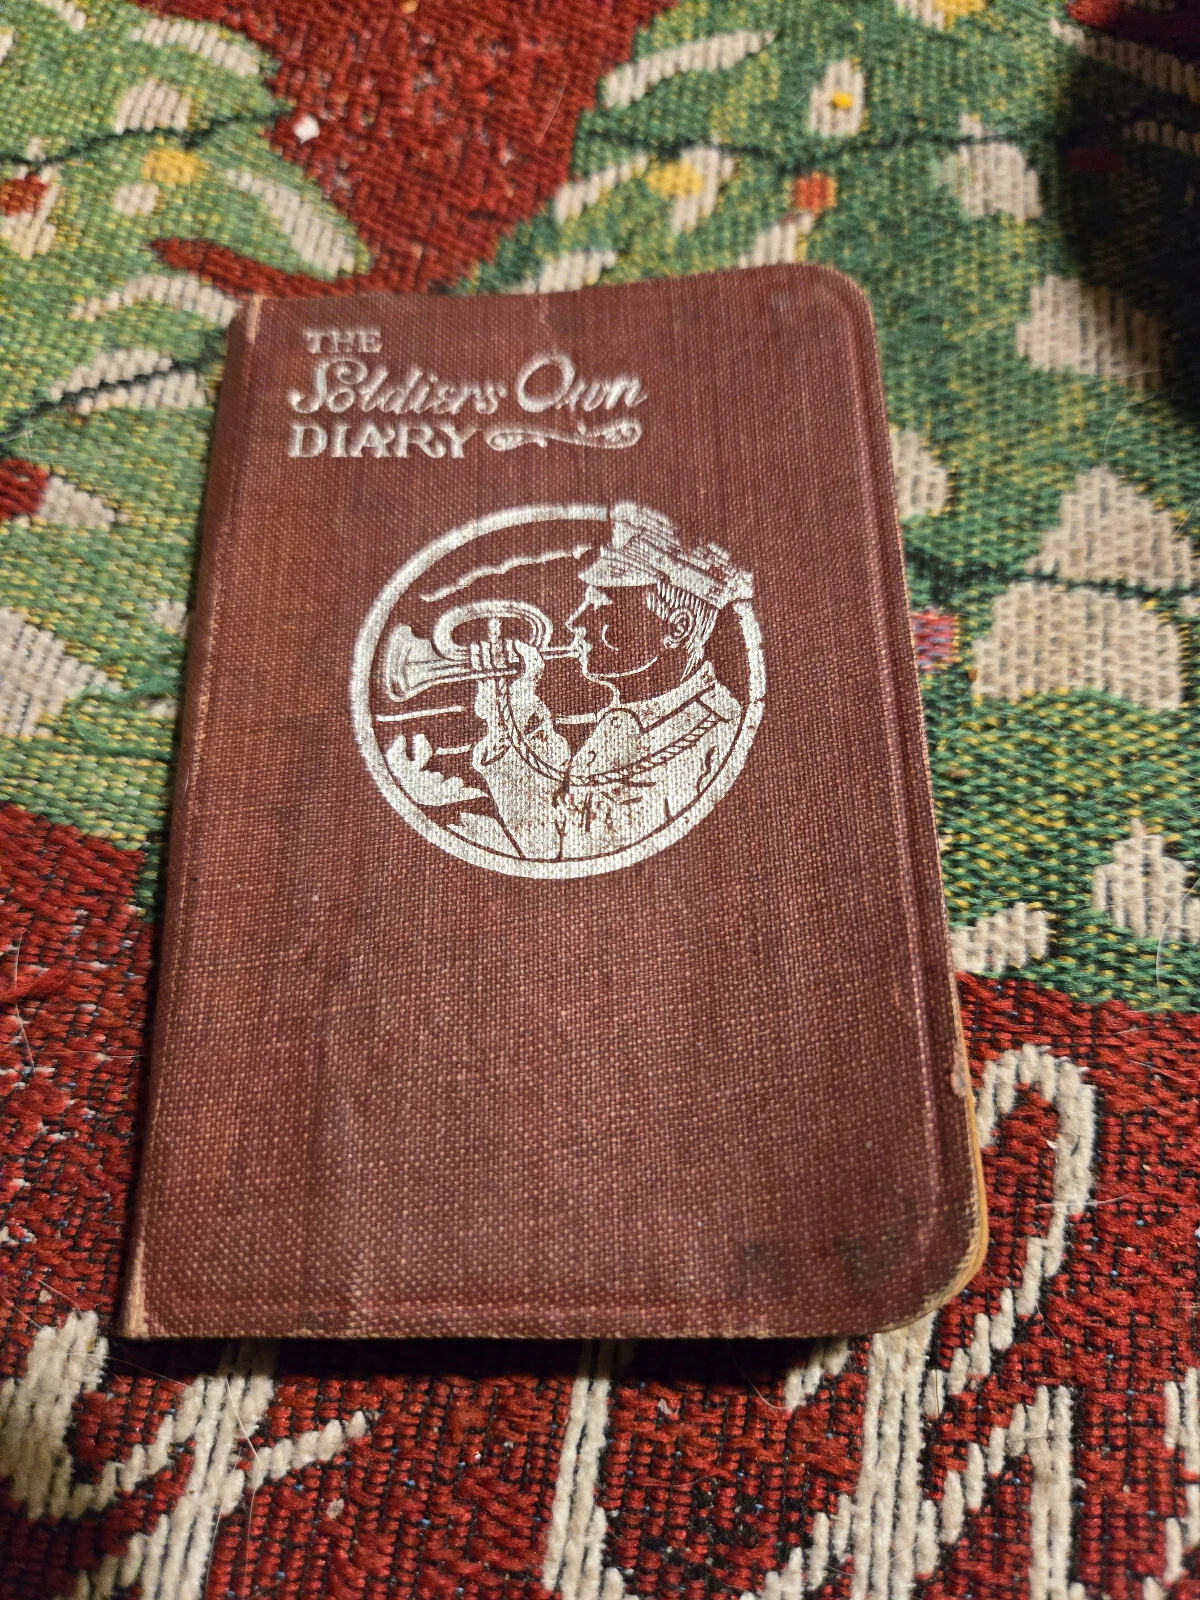 THE
Soldiers Own
DIARY